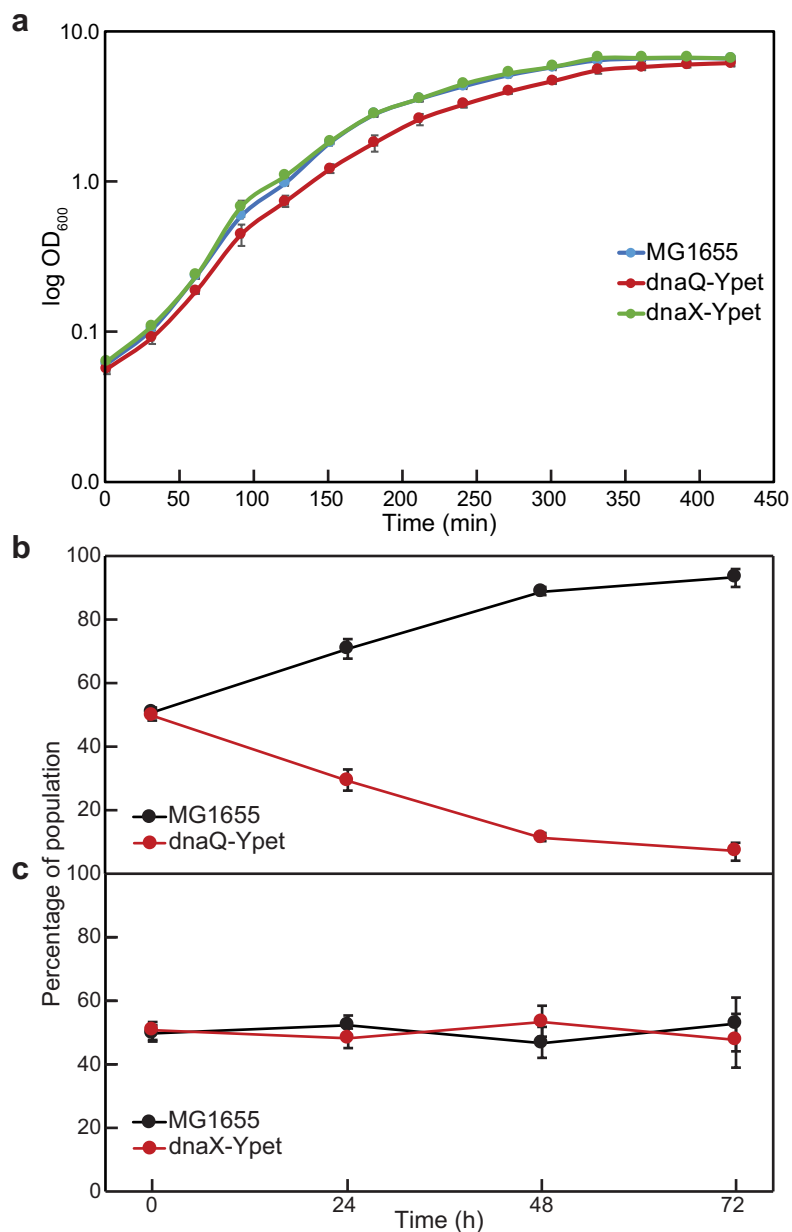 a
10.0
1.0
0.1
0.0
log OD600
MG1655
dnaQ-Ypet
dnaX-Ypet
0 50 100 150 200 250 300 350 400 450
Time (min)
b
100
80
60
40
20
MG1655
dnaQ-Ypet
Percentage of population
c
100
80
60
40
20
0
MG1655
dnaX-Ypet
0 24 48 72
Time (h)